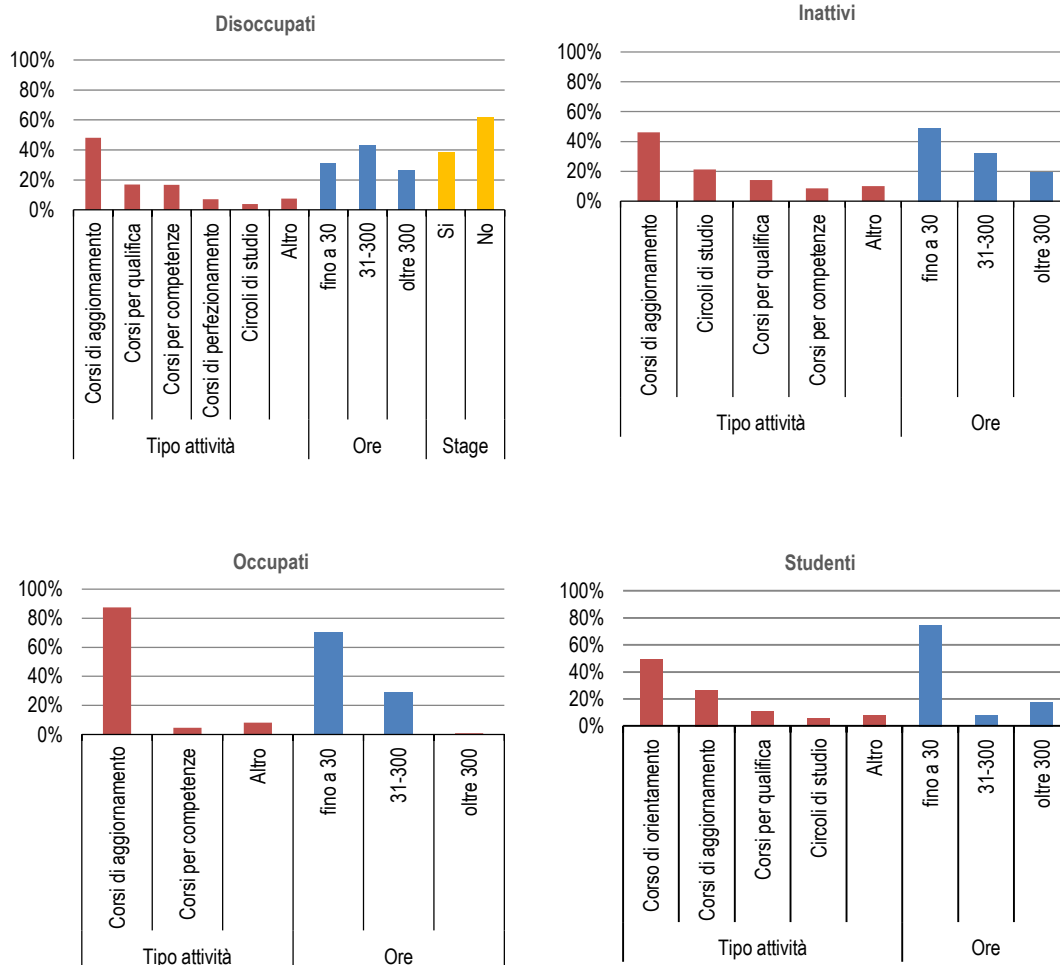 Disoccupati
100%
80%
60%
40%
20%
0%
Corsi di aggiornamento
Corsi per qualifica
Corsi per competenze
Corsi di perfezionamento
Circoli di studio
Altro
fino a 30
31-300
oltre 300
Si
No
Tipo attività
Ore
Stage
Inattivi
100%
80%
60%
40%
20%
0%
Corsi di aggiornamento
Circoli di studio
Corsi per qualifica
Corsi per competenze
Altro
fino a 30
31-300
oltre 300
Tipo attività
Ore
Occupati
100%
80%
60%
40%
20%
0%
Corsi di aggiornamento
Corsi per competenze
Altro
fino a 30
31-300
oltre 300
Tipo attività
Ore
Studenti
100%
80%
60%
40%
20%
0%
Corso di orientamento
Corsi di aggiornamento
Corsi per qualifica
Circoli di studio
Altro
fino a 30
31-300
oltre 300
Tipo attività
Ore